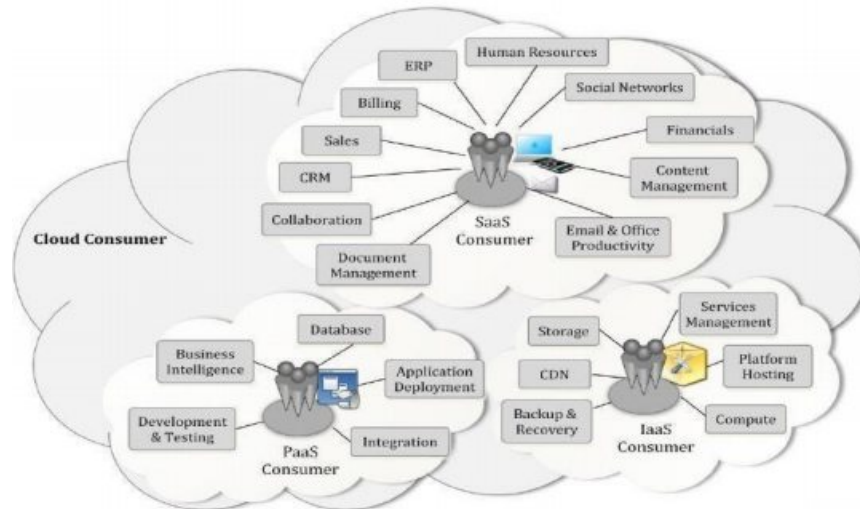 Cloud Consumer
Human Resources
ERP
Social Networks
Billing
Financials
Sales
Content
Management
CRM
Collaboration
Email & Office
Productivity
Document
Management
SaaS
Consumer
Database
Business
Intelligence
Application
Deployment
Development
& Testing
Integration
PaaS
Consumer
Services
Management
Storage
Platform
Hosting
CDN
Backup &
Recovery
Compute
IaaS
Consumer